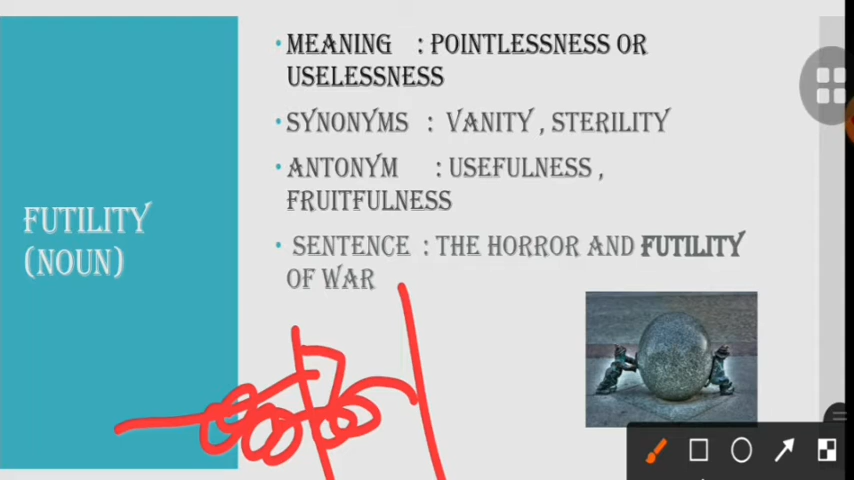 FUTILITY
(NOUN)
• MEANING : POINTLESSNESS OR
USELESSNESS
• SYNONYMS : VANITY , STERILITY
• ANTONYM : USEFULNESS ,
FRUITFULNESS
• SENTENCE : THE HORROR AND FUTILITY
OF WAR